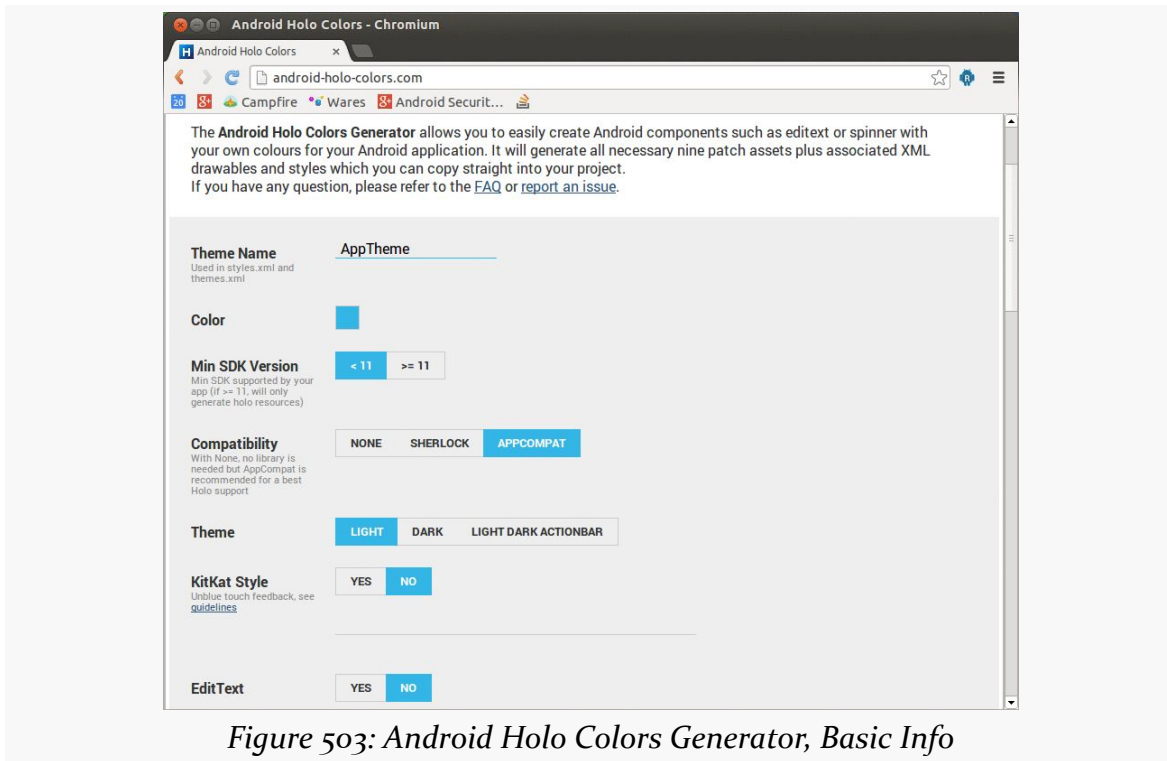 Android Holo Colors - Chromium
Android Holo Colors
android-holo-colors.com
20 8+ Campfire Wares 8+ Android Securit...
The Android Holo Colors Generator allows you to easily create Android components such as editext or spinner with
your own colours for your Android application. It will generate all necessary nine patch assets plus associated XML
drawables and styles which you can copy straight into your project.
If you have any question, please refer to the FAQ or report an issue.
Theme Name
AppTheme
Used in styles.xml and
themes.xml
Color
Min SDK Version
< 11 >= 11
Min SDK supported by your
app (if >= 11, will only
generate holo resources)
Compatibility
NONE SHERLOCK APPCOMPAT
With None, no library is
needed but AppCompat is
recommended for a best
Holo support
Theme
LIGHT DARK LIGHT DARK ACTIONBAR
KitKat Style
YES NO
Unblue touch feedback, see
guidelines
EditText
YES NO
Figure 503: Android Holo Colors Generator, Basic Info